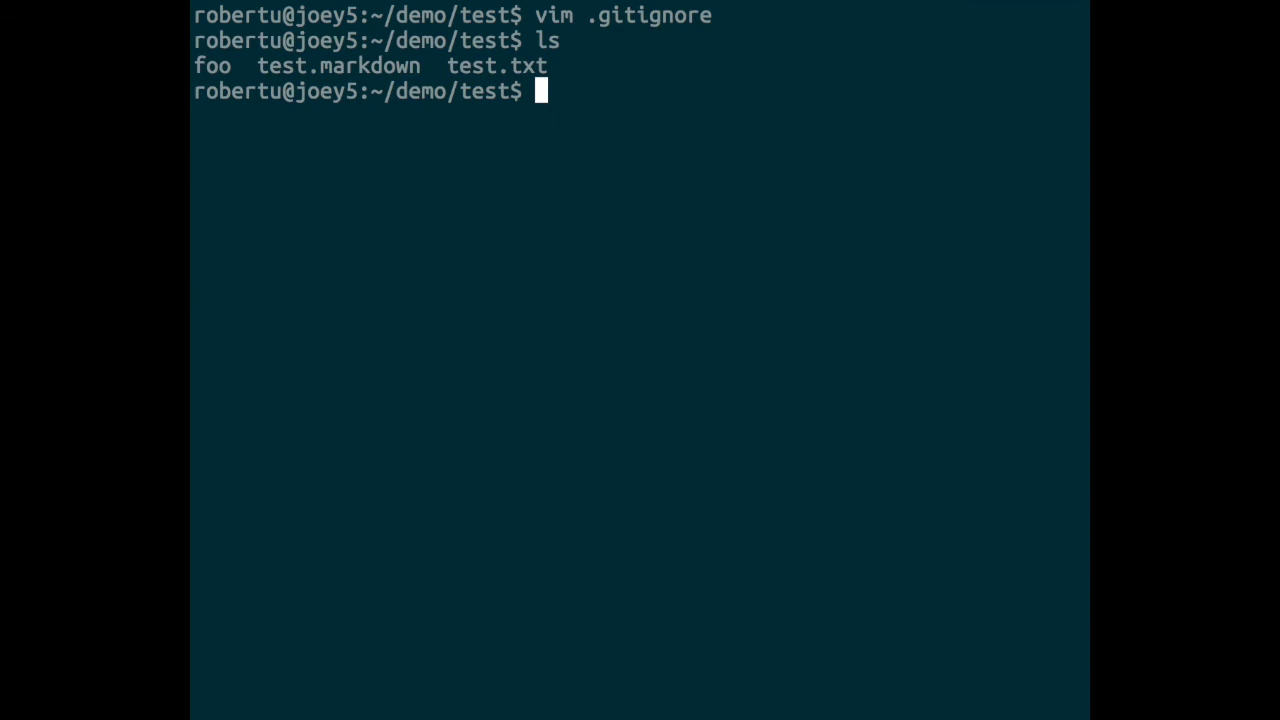 robertu@joey5:~/demo/test$ vim .gitignore
robertu@joey5:~/demo/test$ ls
foo  test.markdown  test.txt
robertu@joey5:~/demo/test$